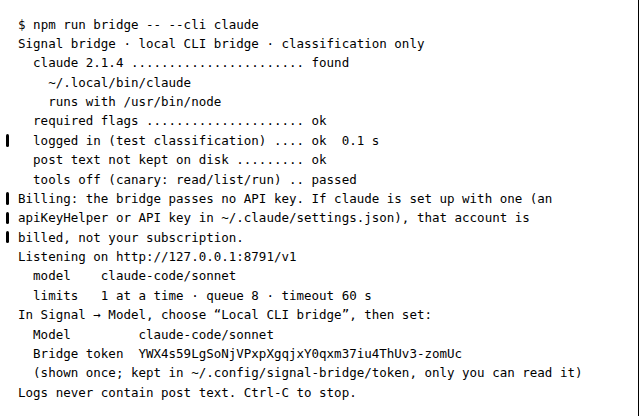 $ npm run bridge -- --cli claude
Signal bridge · local CLI bridge · classification only
claude 2.1.4 ....................... found
~/.local/bin/claude
runs with /usr/bin/node
required flags ..................... ok
logged in (test classification) .... ok  0.1 s
post text not kept on disk ......... ok
tools off (canary: read/list/run) .. passed
Billing: the bridge passes no API key. If claude is set up with one (an
apiKeyHelper or API key in ~/.claude/settings.json), that account is
billed, not your subscription.
Listening on http://127.0.0.1:8791/v1
model    claude-code/sonnet
limits   1 at a time · queue 8 · timeout 60 s
In Signal → Model, choose “Local CLI bridge”, then set:
Model         claude-code/sonnet
Bridge token  YWX4s59LgSoNjVPxpXgqjxY0qxm37iu4ThUv3-zomUc
(shown once; kept in ~/.config/signal-bridge/token, only you can read it)
Logs never contain post text. Ctrl-C to stop.